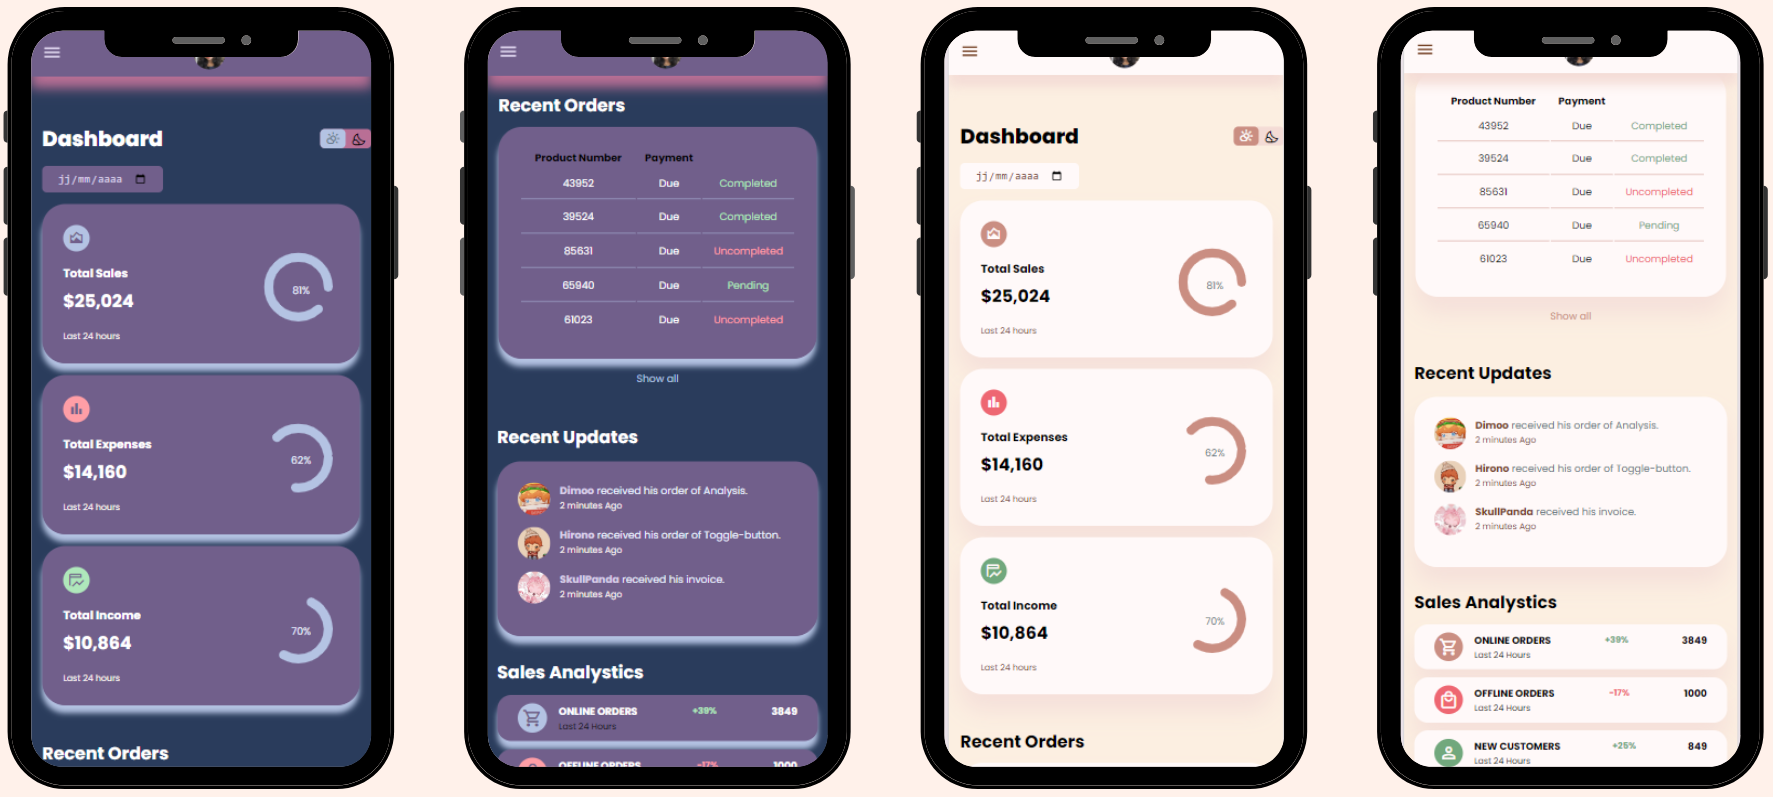 Dashboard
jj/mm/aaaa
Total Sales
$25,024
81%
Last 24 hours
Total Expenses
$14,160
62%
Last 24 hours
Total Income
$10,864
70%
Last 24 hours
Recent Orders
Recent Orders
Product Number Payment
43952 Due Completed
39524 Due Completed
85631 Due Uncompleted
65940 Due Pending
61023 Due Uncompleted
Show all
Recent Updates
Dimoo received his order of Analysis.
2 minutes Ago
Hirono received his order of Toggle-button.
2 minutes Ago
SkullPanda received his invoice.
2 minutes Ago
Sales Analystics
ONLINE ORDERS +39% 3849
Last 24 Hours
OFFLINE ORDERS -17% 1000
Dashboard
jj/mm/aaaa
Total Sales
$25,024
81%
Last 24 hours
Total Expenses
$14,160
62%
Last 24 hours
Total Income
$10,864
70%
Last 24 hours
Recent Orders
Product Number Payment
43952 Due Completed
39524 Due Completed
85631 Due Uncompleted
65940 Due Pending
61023 Due Uncompleted
Show all
Recent Updates
Dimoo received his order of Analysis.
2 minutes Ago
Hirono received his order of Toggle-button.
2 minutes Ago
SkullPanda received his invoice.
2 minutes Ago
Sales Analystics
ONLINE ORDERS +39% 3849
Last 24 Hours
OFFLINE ORDERS -17% 1000
Last 24 Hours
NEW CUSTOMERS +25% 849
Last 24 Hours